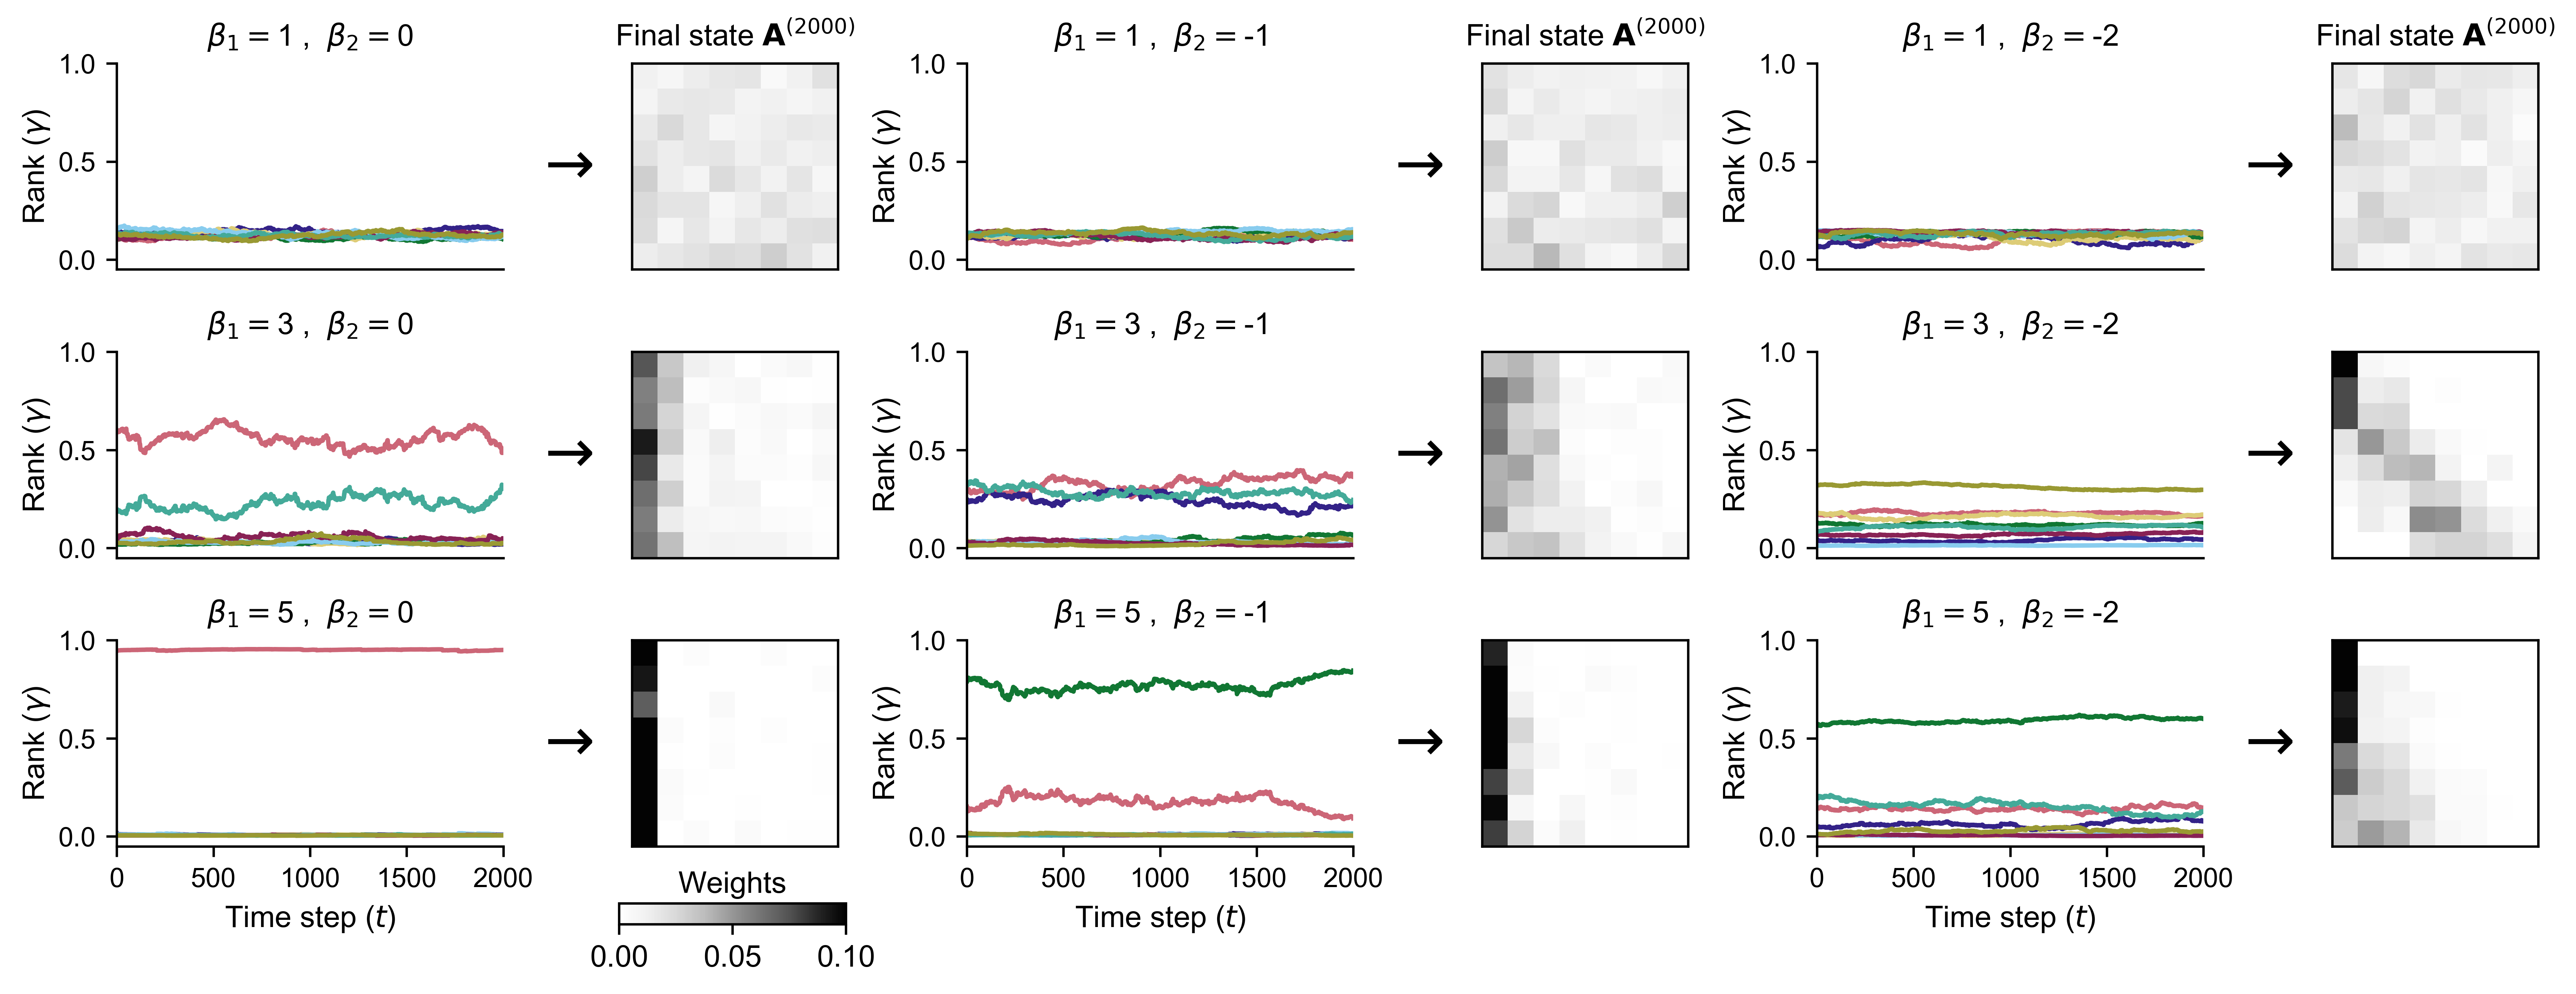 β₁ = 1 , β₂ = 0
Final state A⁽²⁰⁰⁰⁾
β₁ = 1 , β₂ = -1
Final state A⁽²⁰⁰⁰⁾
β₁ = 1 , β₂ = -2
Final state A⁽²⁰⁰⁰⁾
Rank (γ)
1.0
0.5
0.0
→
Rank (γ)
1.0
0.5
0.0
→
Rank (γ)
1.0
0.5
0.0
→
β₁ = 3 , β₂ = 0
β₁ = 3 , β₂ = -1
β₁ = 3 , β₂ = -2
Rank (γ)
1.0
0.5
0.0
→
Rank (γ)
1.0
0.5
0.0
→
Rank (γ)
1.0
0.5
0.0
→
β₁ = 5 , β₂ = 0
β₁ = 5 , β₂ = -1
β₁ = 5 , β₂ = -2
Rank (γ)
1.0
0.5
0.0
→
Rank (γ)
1.0
0.5
0.0
→
Rank (γ)
1.0
0.5
0.0
→
0 500 1000 1500 2000
Time step (t)
Weights
0.00 0.05 0.10
0 500 1000 1500 2000
Time step (t)
0 500 1000 1500 2000
Time step (t)